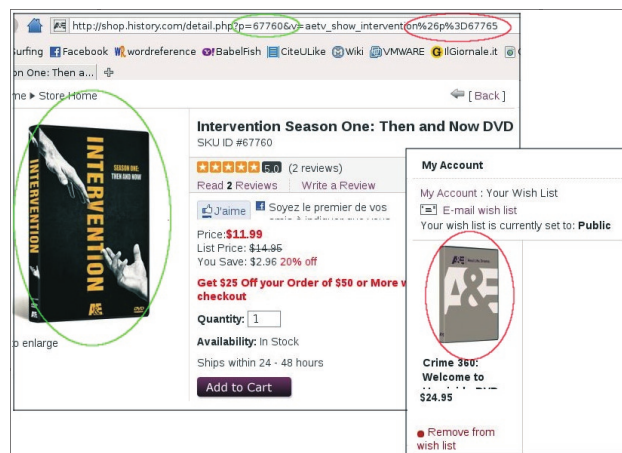 http://shop.history.com/detail.php?p=67760&v=aetv_show_intervention%26p%3D67765
Surfing Facebook wordreference BabelFish CiteULike Wiki VMWARE IlGiornale.it
on One: Then a...
me ▶ Store Home
[ Back ]
INTERVENTION
INTERVENTION
SEASON ONE:
THEN AND NOW
A&E
DVD
o enlarge
Intervention Season One: Then and Now DVD
SKU ID #67760
5.0 (2 reviews)
Read 2 Reviews Write a Review
J'aime Soyez le premier de vos
Price:$11.99
List Price: $14.95
You Save: $2.96 20% off
Get $25 Off your Order of $50 or More
checkout
Quantity: 1
Availability: In Stock
Ships within 24 - 48 hours
Add to Cart
My Account
My Account : Your Wish List
E-mail wish list
Your wish list is currently set to: Public
A&E
Crime 360:
Welcome to
$24.95
Remove from
wish list